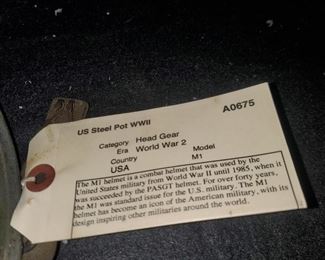 US Steel Pot WWII
A0675
Category Head Gear
Era World War 2
Country Model
USA M1
The M1 helmet is a combat helmet that was used by the
United States military from World War II until 1985, when it
was succeeded by the PASGT helmet. For over forty years,
the M1 was standard issue for the U.S. military. The M1
helmet has become an icon of the American military, with its
design inspiring other militaries around the world.